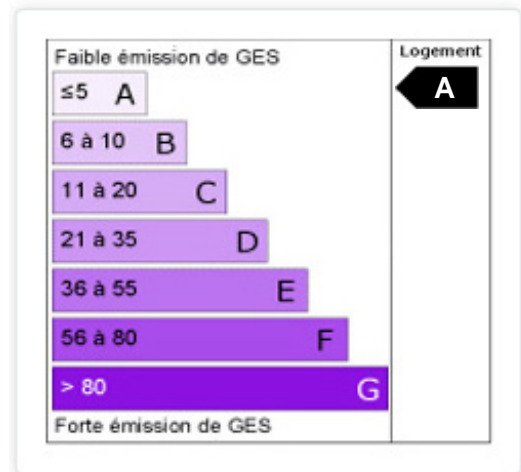 Faible émission de GES
Logement
≤5 A
A
6 à 10 B
11 à 20 C
21 à 35 D
36 à 55 E
56 à 80 F
> 80 G
Forte émission de GES